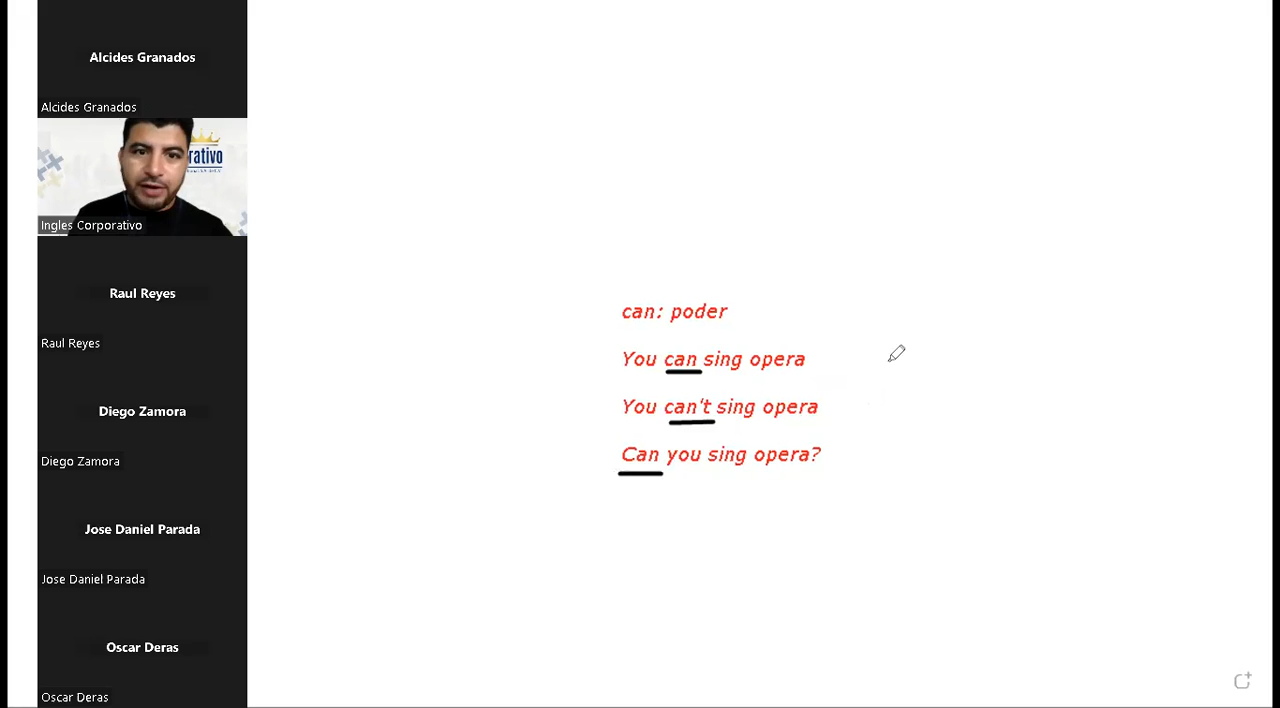 Alcides Granados
Alcides Granados
rativo
Ingles Corporativo
Raul Reyes
Raul Reyes
Diego Zamora
Diego Zamora
Jose Daniel Parada
Jose Daniel Parada
Oscar Deras
Oscar Deras
can: poder
You can sing opera
You can't sing opera
Can you sing opera?